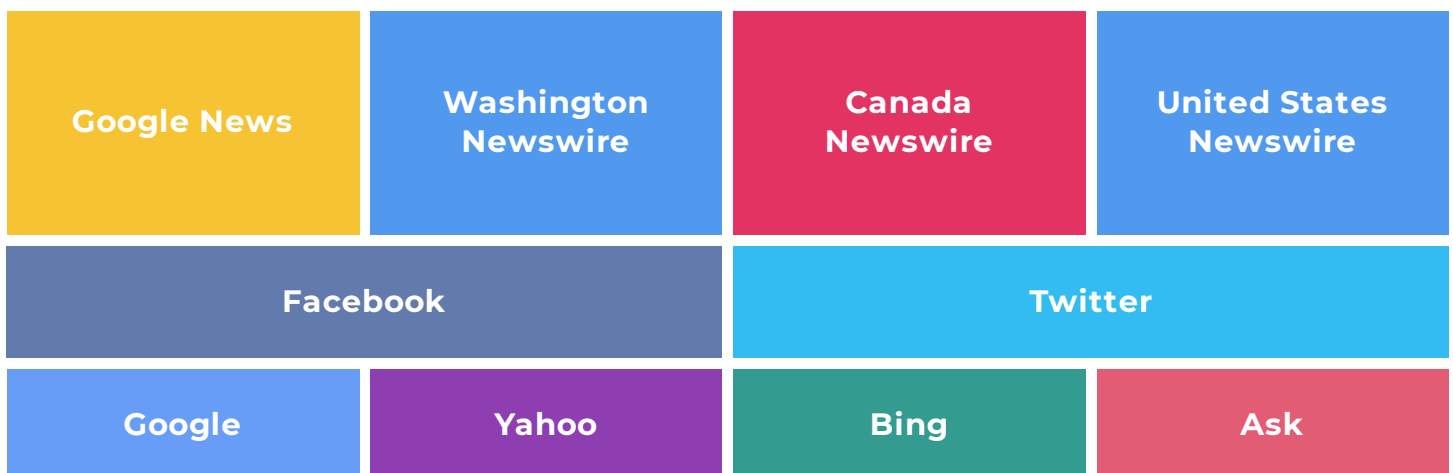 Google News
Washington
Newswire
Canada
Newswire
United States
Newswire
Facebook
Twitter
Google
Yahoo
Bing
Ask